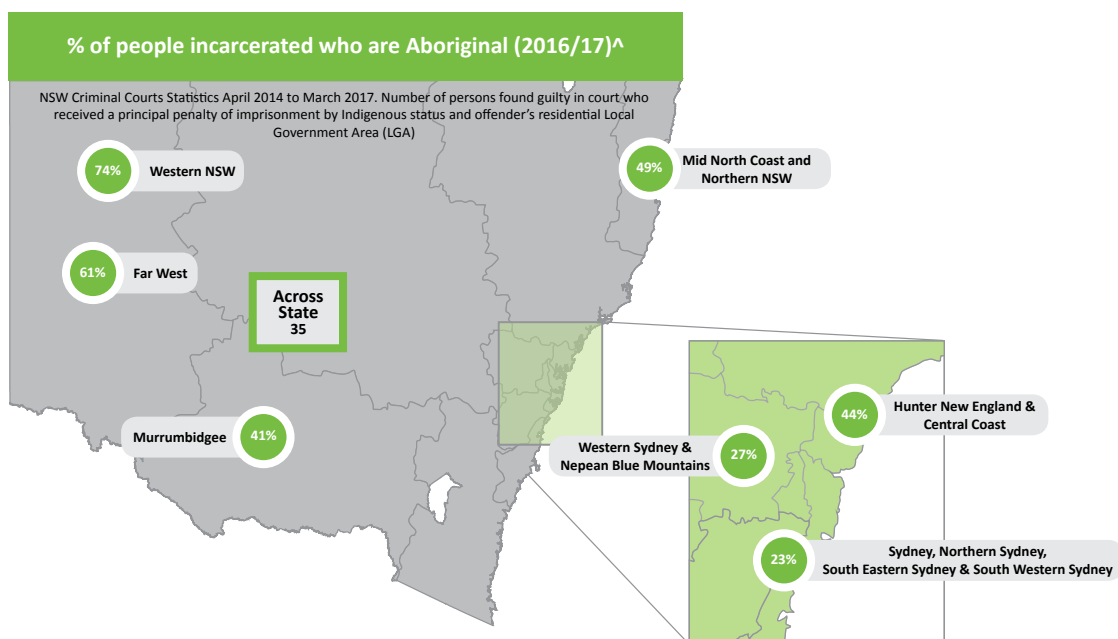 % of people incarcerated who are Aboriginal (2016/17)^
NSW Criminal Courts Statistics April 2014 to March 2017. Number of persons found guilty in court who
received a principal penalty of imprisonment by Indigenous status and offender's residential Local
Government Area (LGA)
74%
Western NSW
49%
Mid North Coast and
Northern NSW
61%
Far West
Across
State
35
Murrumbidgee
41%
Western Sydney &
Nepean Blue Mountains
27%
44%
Hunter New England &
Central Coast
23%
Sydney, Northern Sydney,
South Eastern Sydney & South Western Sydney